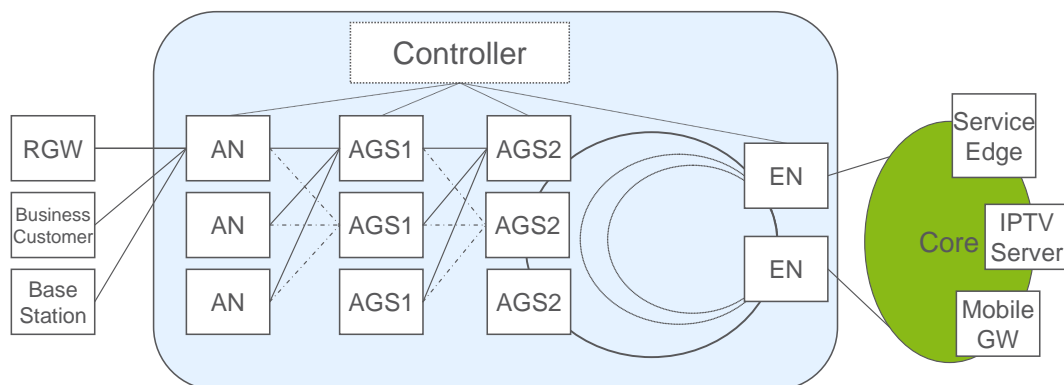 Controller
RGW
AN
AGS1
AGS2
EN
Service
Edge
Business
Customer
AN
AGS1
AGS2
Core
IPTV
Server
Base
Station
AN
AGS1
AGS2
EN
Mobile
GW